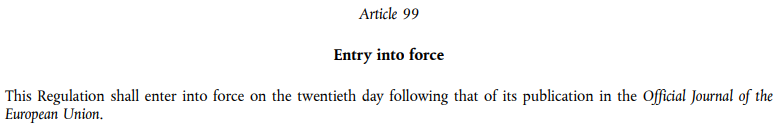 Article 99
Entry into force
This Regulation shall enter into force on the twentieth day following that of its publication in the Official Journal of the
European Union.